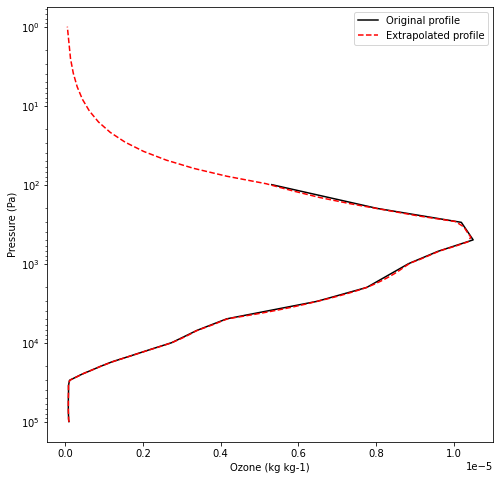 Original profile
Extrapolated profile
Pressure (Pa)
10⁰
10¹
10²
10³
10⁴
10⁵
0.0 0.2 0.4 0.6 0.8 1.0
1e−5
Ozone (kg kg-1)